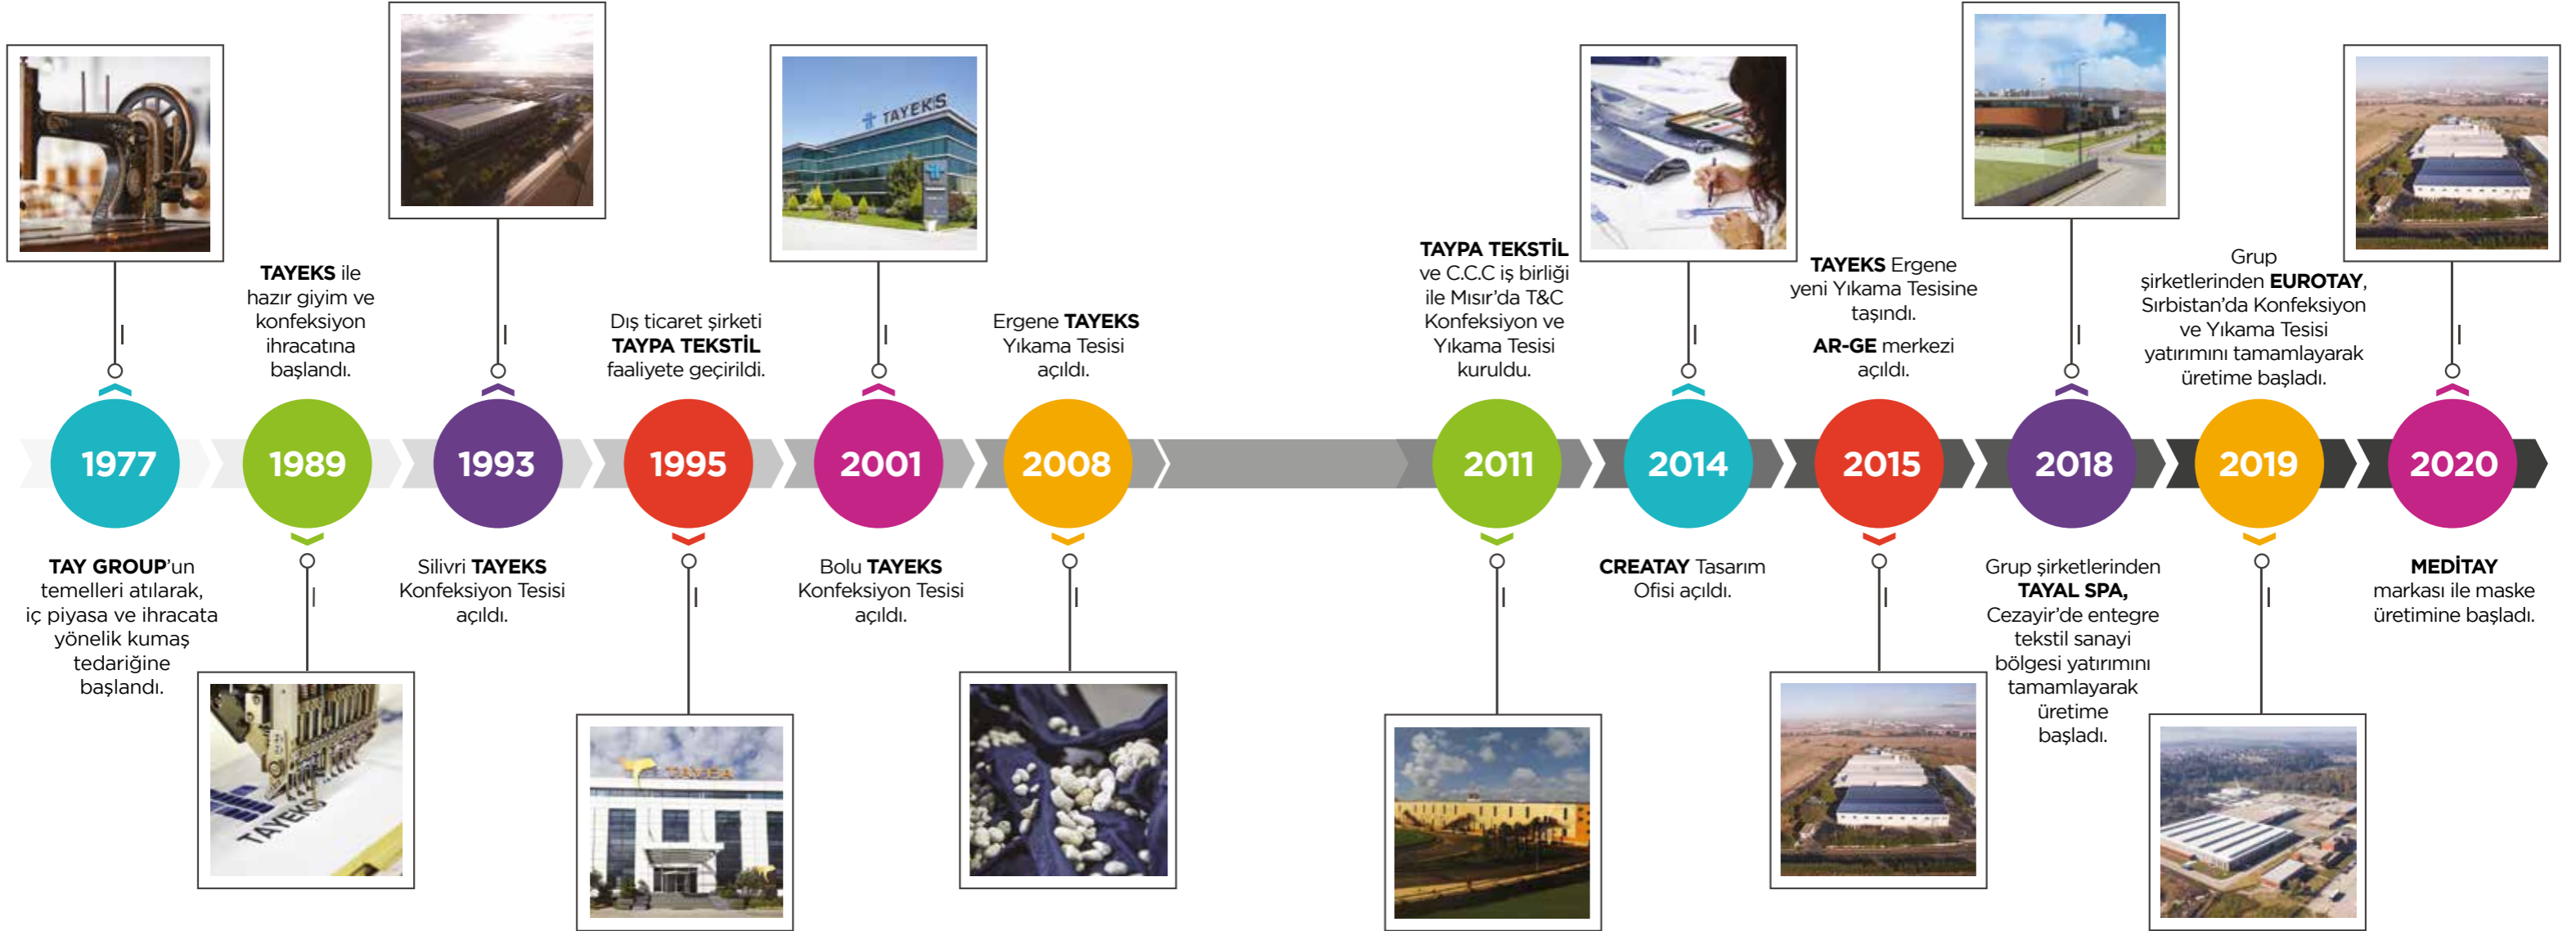 1977
TAY GROUP'un
temelleri atılarak,
iç piyasa ve ihracata
yönelik kumaş
tedariğine
başlandı.
TAYEKS ile
hazır giyim ve
konfeksiyon
ihracatına
başlandı.
1989
TAYEKS
1993
Silivri TAYEKS
Konfeksiyon Tesisi
açıldı.
Dış ticaret şirketi
TAYPA TEKSTİL
faaliyete geçirildi.
1995
TAYPA
TAYEKS
2001
Bolu TAYEKS
Konfeksiyon Tesisi
açıldı.
Ergene TAYEKS
Yıkama Tesisi
açıldı.
2008
TAYPA TEKSTİL
ve C.C.C iş birliği
ile Mısır'da T&C
Konfeksiyon ve
Yıkama Tesisi
kuruldu.
2011
2014
CREATAY Tasarım
Ofisi açıldı.
TAYEKS Ergene
yeni Yıkama Tesisine
taşındı.
AR-GE merkezi
açıldı.
2015
2018
Grup şirketlerinden
TAYAL SPA,
Cezayir'de entegre
tekstil sanayi
bölgesi yatırımını
tamamlayarak
üretime
başladı.
Grup
şirketlerinden EUROTAY,
Sırbistan'da Konfeksiyon
ve Yıkama Tesisi
yatırımını tamamlayarak
üretime başladı.
2019
2020
MEDİTAY
markası ile maske
üretimine başladı.